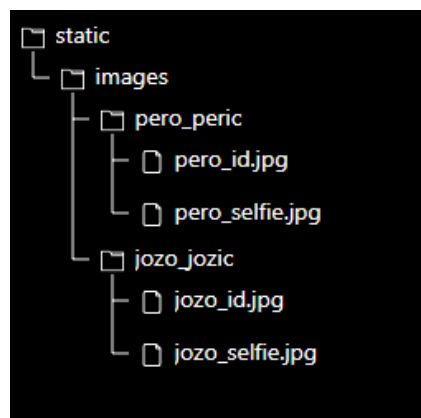 static
images
pero_peric
pero_id.jpg
pero_selfie.jpg
jozo_jozic
jozo_id.jpg
jozo_selfie.jpg